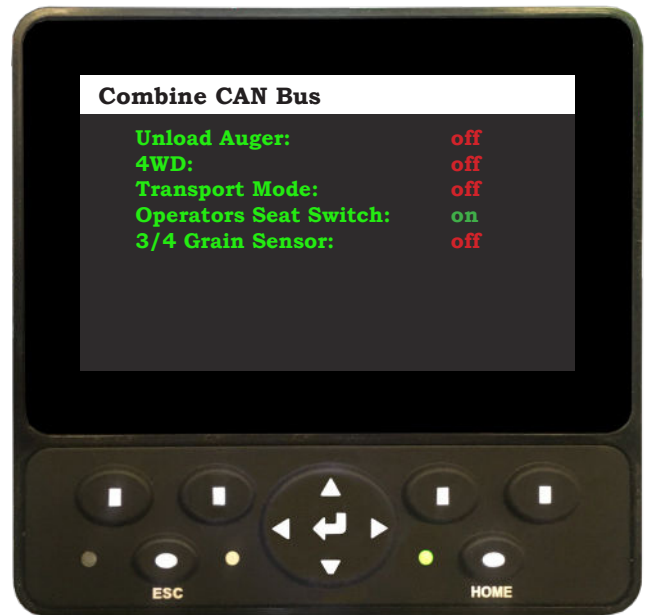 Combine CAN Bus
Unload Auger: off
4WD: off
Transport Mode: off
Operators Seat Switch: on
3/4 Grain Sensor: off
ESC HOME